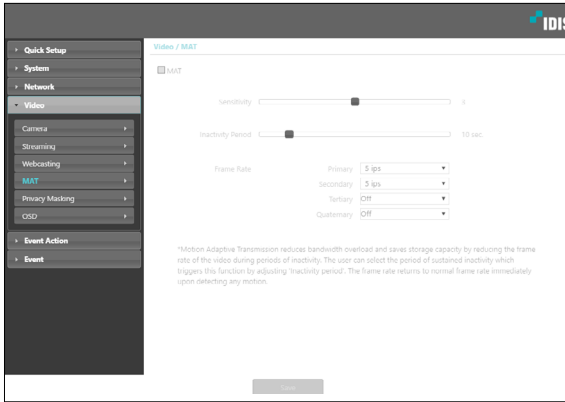 IDIS
Quick Setup
System
Network
Video
Camera
Streaming
Webcasting
MAT
Privacy Masking
OSD
Event Action
Event
Video / MAT
MAT
Sensitivity
Inactivity Period 10 sec.
Frame Rate Primary 5 ips
Secondary 3 ips
Tertiary Off
Quaternary Off
*Motion Adaptive Transmission reduces bandwidth overload and saves storage capacity by reducing the frame
rate of the video during periods of inactivity. The user can select the period of sustained inactivity which
triggers this function by adjusting 'Inactivity period'. The frame rate returns to normal frame rate immediately
upon detecting any motion.
Save